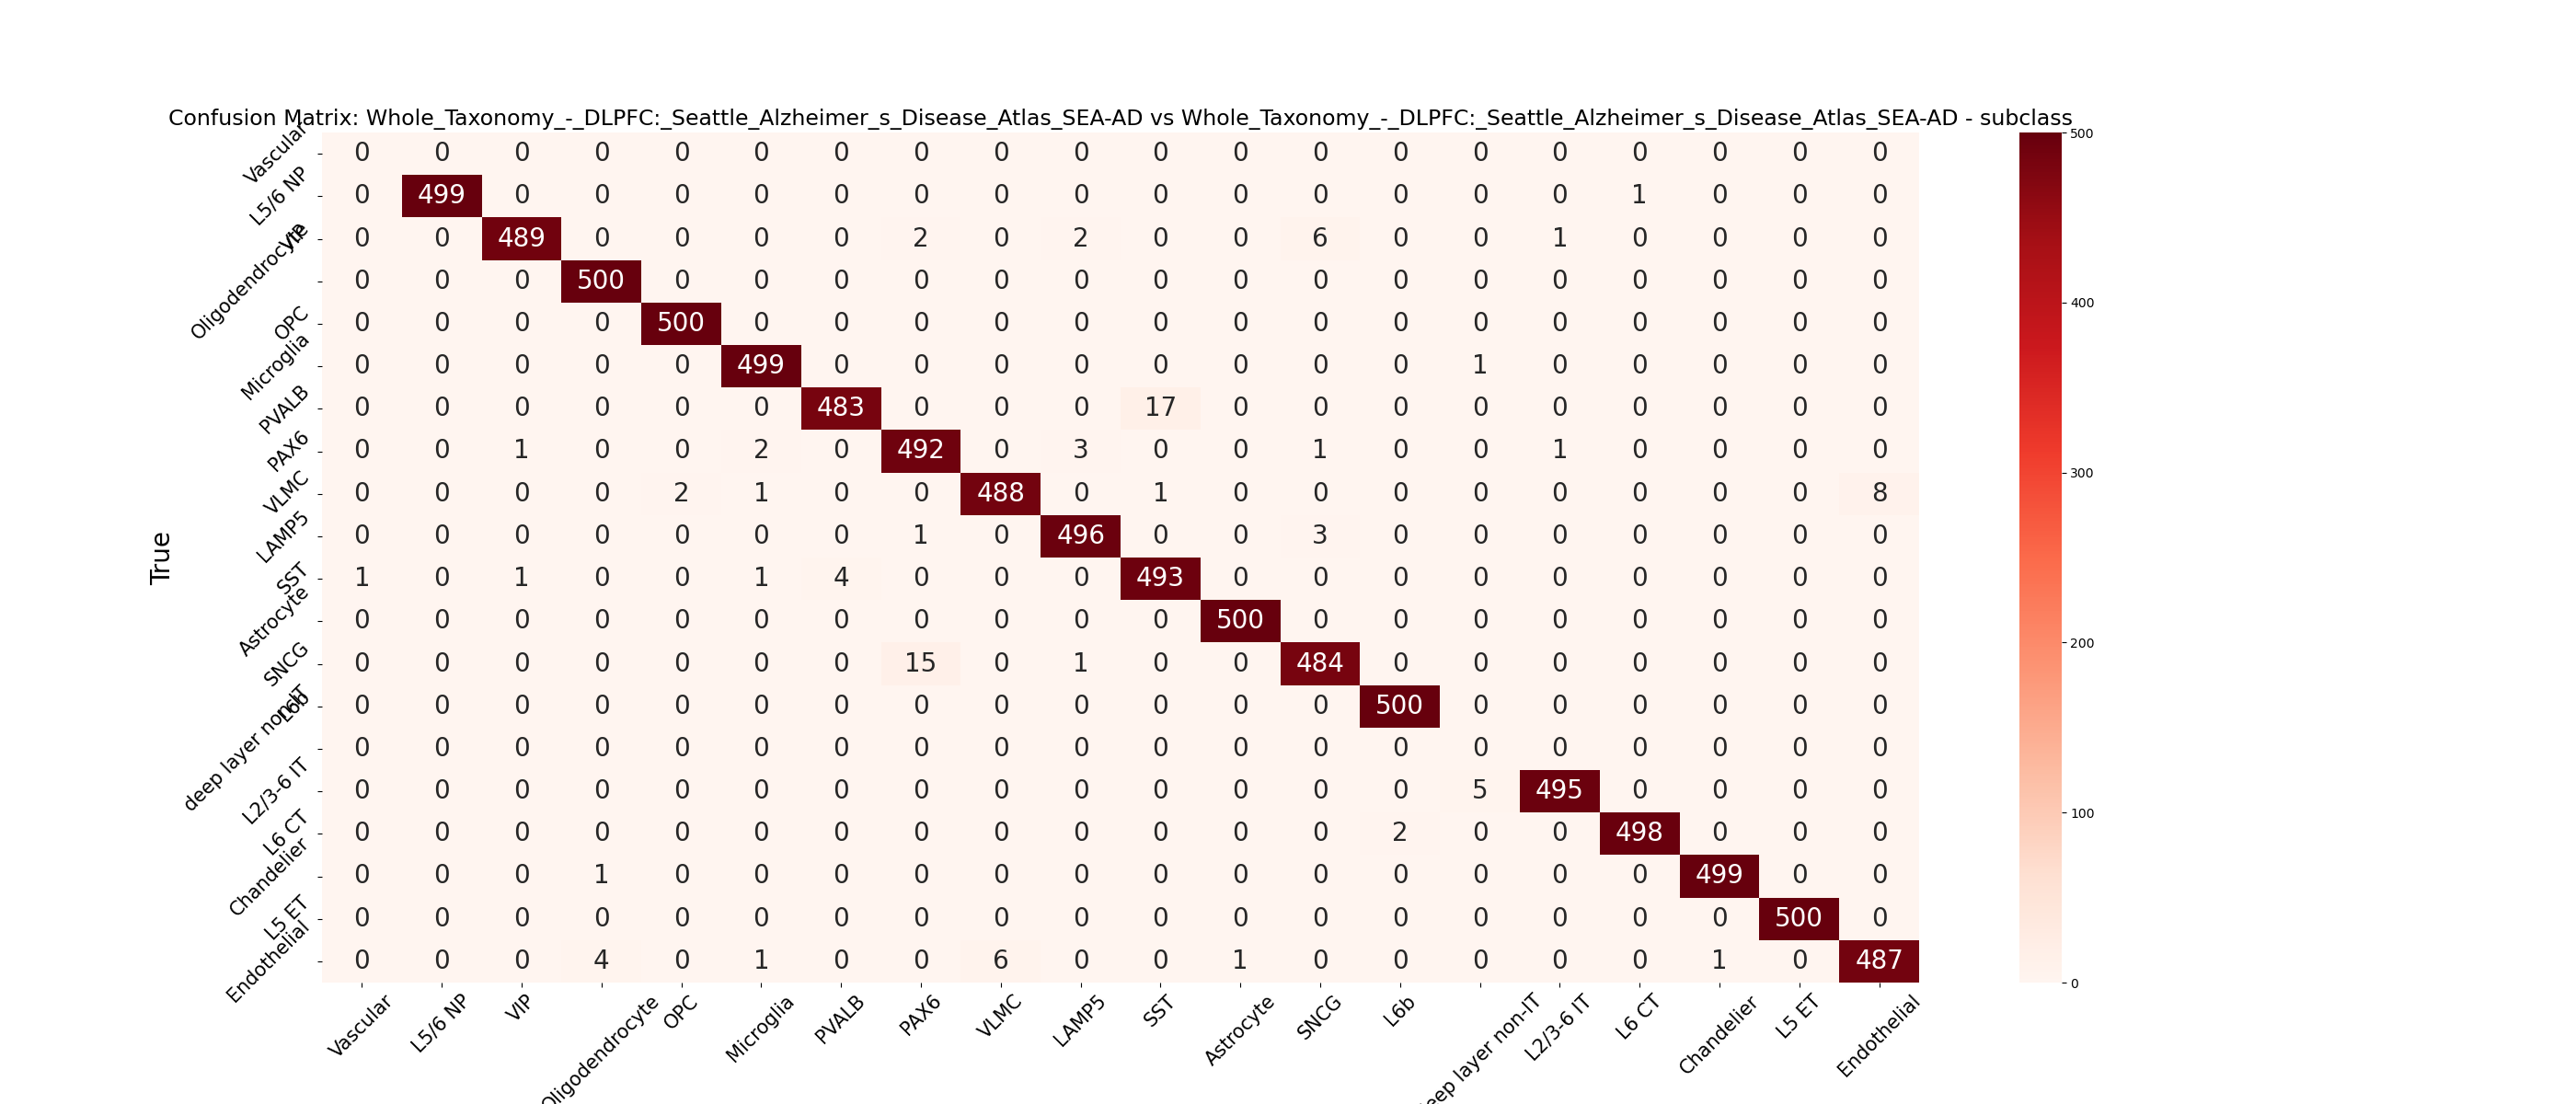 Confusion Matrix: Whole_Taxonomy_-_DLPFC:_Seattle_Alzheimer_s_Disease_Atlas_SEA-AD vs Whole_Taxonomy_-_DLPFC:_Seattle_Alzheimer_s_Disease_Atlas_SEA-AD - subclass
True
Vascular 0 0 0 0 0 0 0 0 0 0 0 0 0 0 0 0 0 0 0 0
L5/6 NP 0 499 0 0 0 0 0 0 0 0 0 0 0 0 0 0 1 0 0 0
VIP 0 0 489 0 0 0 0 2 0 2 0 0 6 0 0 1 0 0 0 0
Oligodendrocyte 0 0 0 500 0 0 0 0 0 0 0 0 0 0 0 0 0 0 0 0
OPC 0 0 0 0 500 0 0 0 0 0 0 0 0 0 0 0 0 0 0 0
Microglia 0 0 0 0 0 499 0 0 0 0 0 0 0 0 1 0 0 0 0 0
PVALB 0 0 0 0 0 0 483 0 0 0 17 0 0 0 0 0 0 0 0 0
PAX6 0 0 1 0 0 2 0 492 0 3 0 0 1 0 0 1 0 0 0 0
VLMC 0 0 0 0 2 1 0 0 488 0 1 0 0 0 0 0 0 0 0 8
LAMP5 0 0 0 0 0 0 0 1 0 496 0 0 3 0 0 0 0 0 0 0
SST 1 0 1 0 0 1 4 0 0 0 493 0 0 0 0 0 0 0 0 0
Astrocyte 0 0 0 0 0 0 0 0 0 0 0 500 0 0 0 0 0 0 0 0
SNCG 0 0 0 0 0 0 0 15 0 1 0 0 484 0 0 0 0 0 0 0
L6b 0 0 0 0 0 0 0 0 0 0 0 0 0 500 0 0 0 0 0 0
deep layer non-IT 0 0 0 0 0 0 0 0 0 0 0 0 0 0 0 0 0 0 0 0
L2/3-6 IT 0 0 0 0 0 0 0 0 0 0 0 0 0 0 5 495 0 0 0 0
L6 CT 0 0 0 0 0 0 0 0 0 0 0 0 0 2 0 0 498 0 0 0
Chandelier 0 0 0 1 0 0 0 0 0 0 0 0 0 0 0 0 0 499 0 0
L5 ET 0 0 0 0 0 0 0 0 0 0 0 0 0 0 0 0 0 0 500 0
Endothelial 0 0 0 4 0 1 0 0 6 0 0 1 0 0 0 0 0 1 0 487
Vascular L5/6 NP VIP Oligodendrocyte OPC Microglia PVALB PAX6 VLMC LAMP5 SST Astrocyte SNCG L6b eep layer non-IT L2/3-6 IT L6 CT Chandelier L5 ET Endothelial
500
400
300
200
100
0